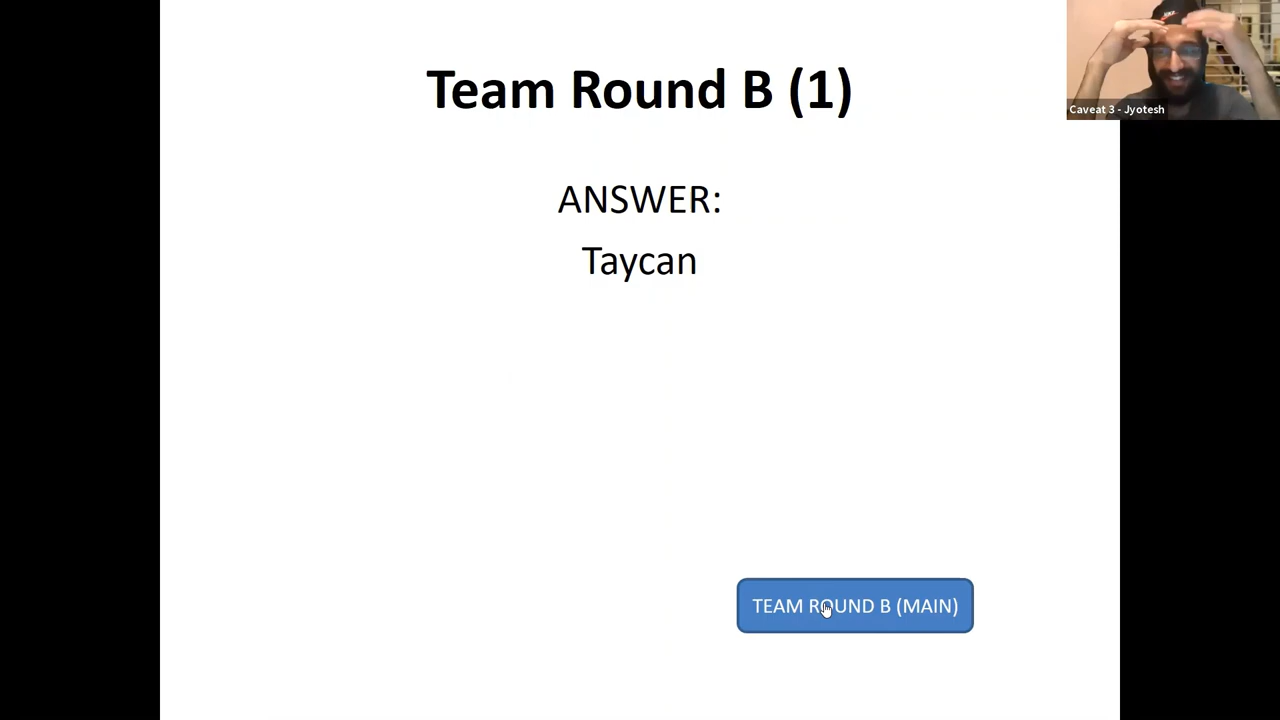 Team Round B (1)
Caveat 3 - Jyotesh
ANSWER:
Taycan
TEAM ROUND B (MAIN)